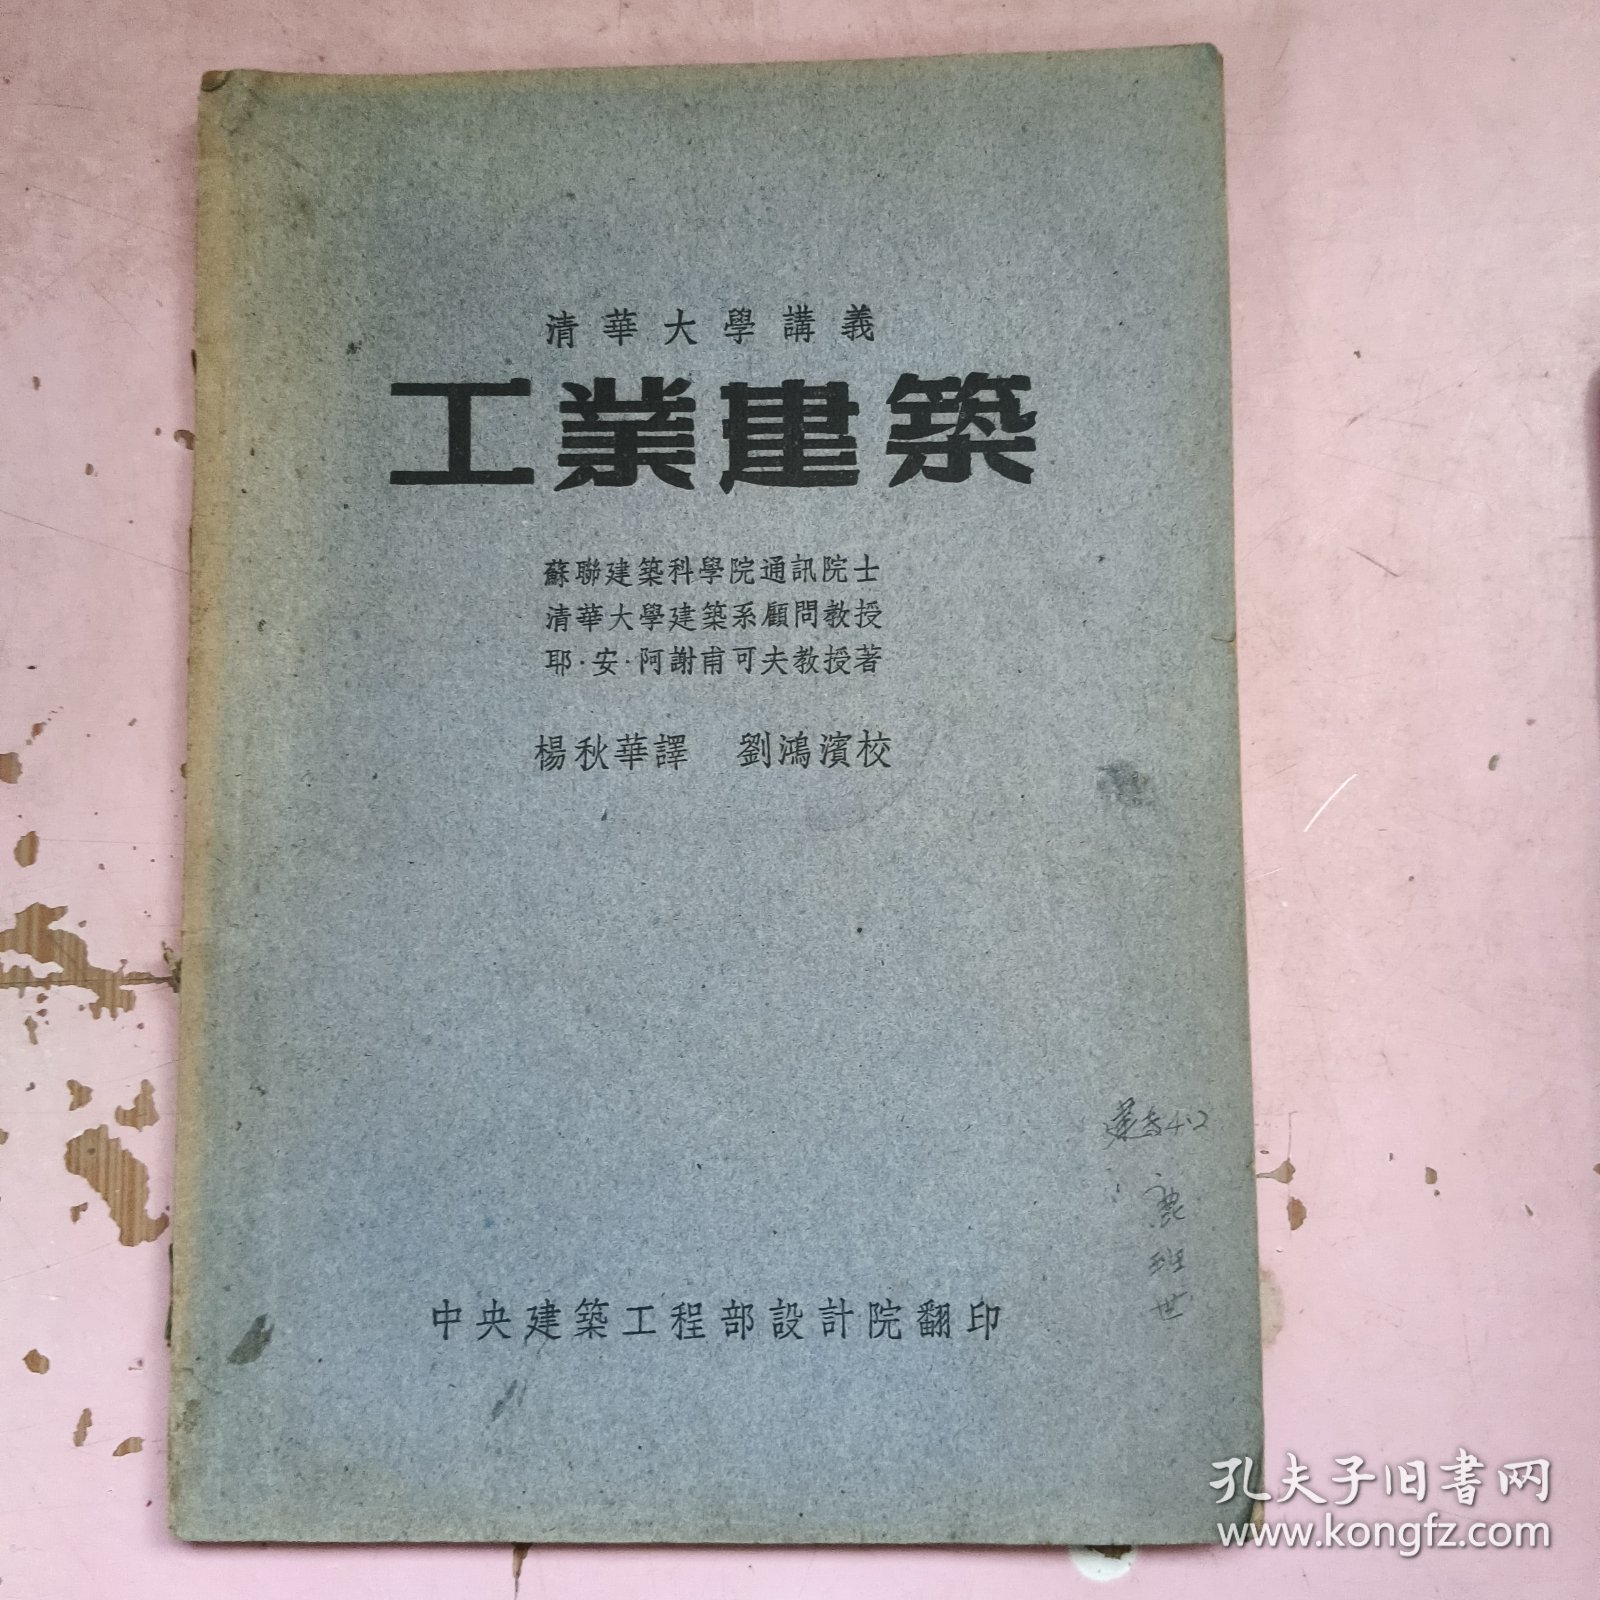 清華大學講義
工業建築
蘇聯建築科學院通訊院士
清華大學建築系顧問教授
耶·安·阿謝甫可夫教授著
楊秋華譯 劉鴻濱校
中央建築工程部設計院翻印
孔夫子旧書网
www.kongfz.com